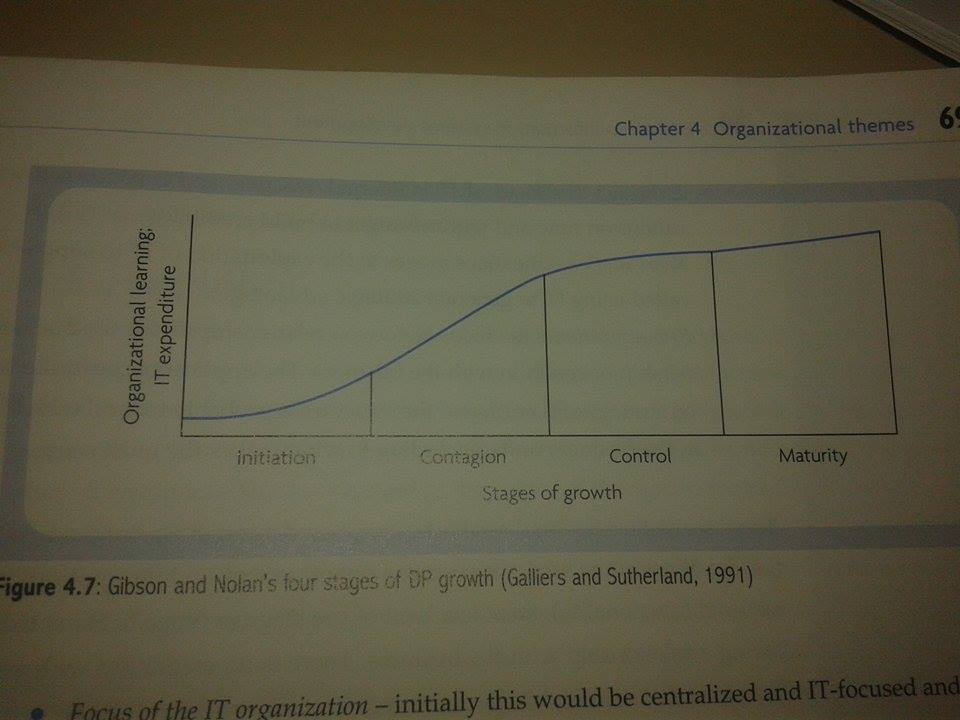 Chapter 4 Organizational themes
Organizational learning;
IT expenditure
Initiation Contagion Control Maturity
Stages of growth
Figure 4.7: Gibson and Nolan's four stages of DP growth (Galliers and Sutherland, 1991)
• Focus of the IT organization – initially this would be centralized and IT-focused and